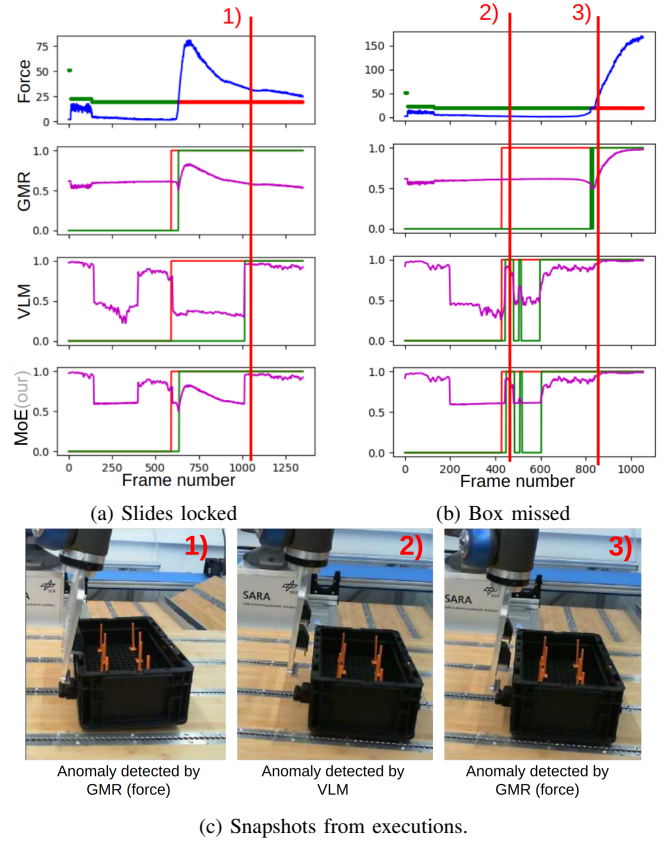 1)
2)
3)
Force
75
50
25
0
150
100
50
0
GMR
1.0
0.5
0.0
1.0
0.5
0.0
VLM
1.0
0.5
0.0
1.0
0.5
0.0
MoE(our)
1.0
0.5
0.0
1.0
0.5
0.0
0 250 500 750 1000 1250
0 200 400 600 800 1000
Frame number
Frame number
(a) Slides locked
(b) Box missed
1)
2)
3)
SARA
DLR
SARA
DLR
Anomaly detected by
GMR (force)
Anomaly detected by
VLM
Anomaly detected by
GMR (force)
(c) Snapshots from executions.